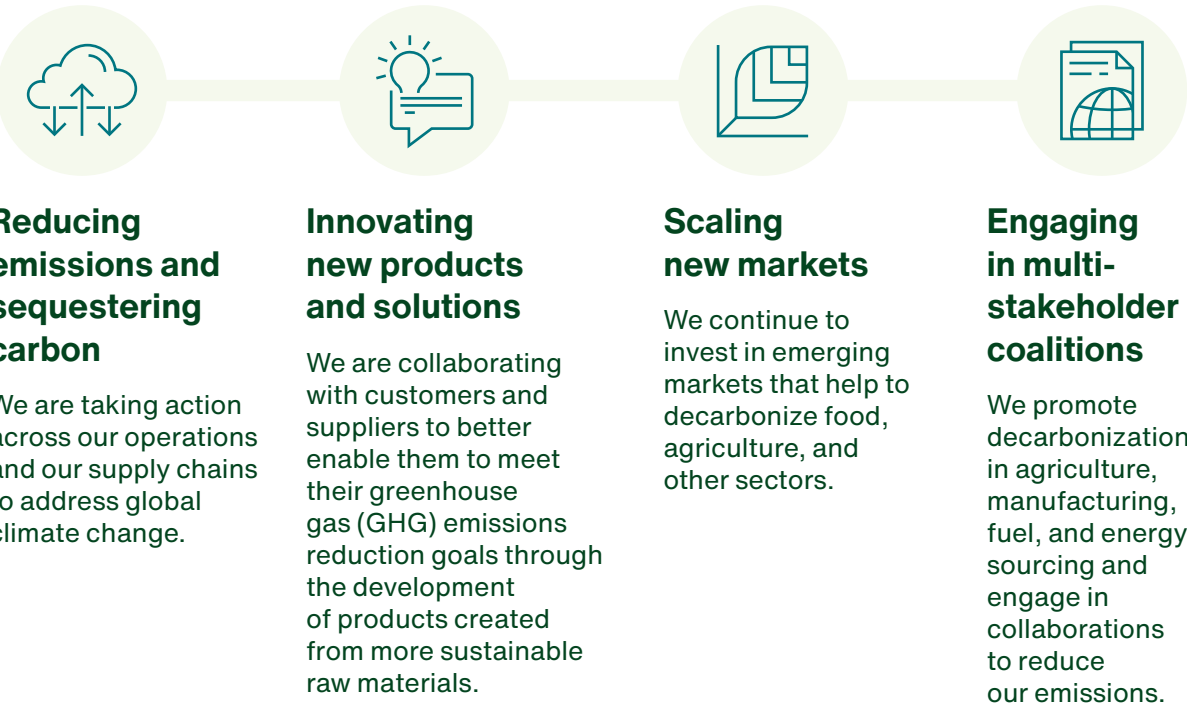 Reducing
emissions and
sequestering
carbon
We are taking action
across our operations
and our supply chains
to address global
climate change.
Innovating
new products
and solutions
We are collaborating
with customers and
suppliers to better
enable them to meet
their greenhouse
gas (GHG) emissions
reduction goals through
the development
of products created
from more sustainable
raw materials.
Scaling
new markets
We continue to
invest in emerging
markets that help to
decarbonize food,
agriculture, and
other sectors.
Engaging
in multi-
stakeholder
coalitions
We promote
decarbonization
in agriculture,
manufacturing,
fuel, and energy
sourcing and
engage in
collaborations
to reduce
our emissions.